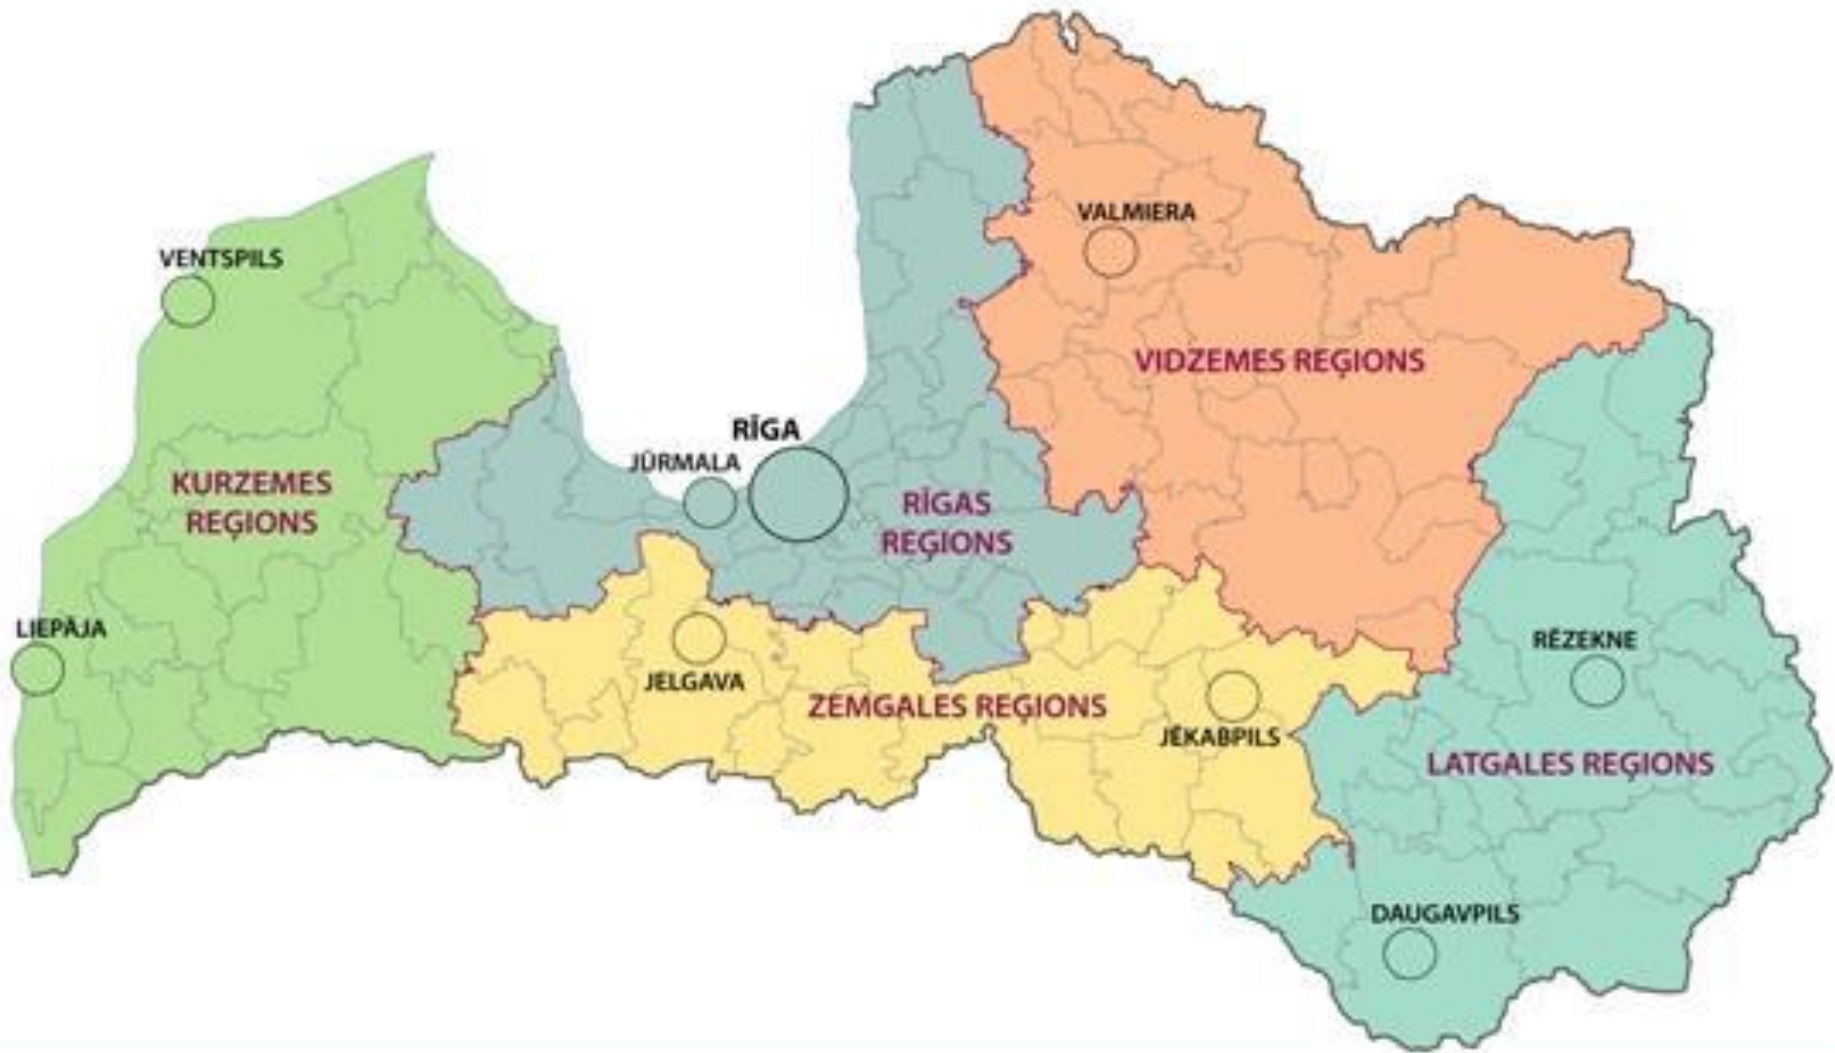 VALMIERA
VENTSPILS
VIDZEMES REĢIONS
RĪGA
JŪRMALA
KURZEMES
REĢIONS
RĪGAS
REĢIONS
LIEPĀJA
RĒZEKNE
JELGAVA
ZEMGALES REĢIONS
JĒKABPILS
LATGALES REĢIONS
DAUGAVPILS